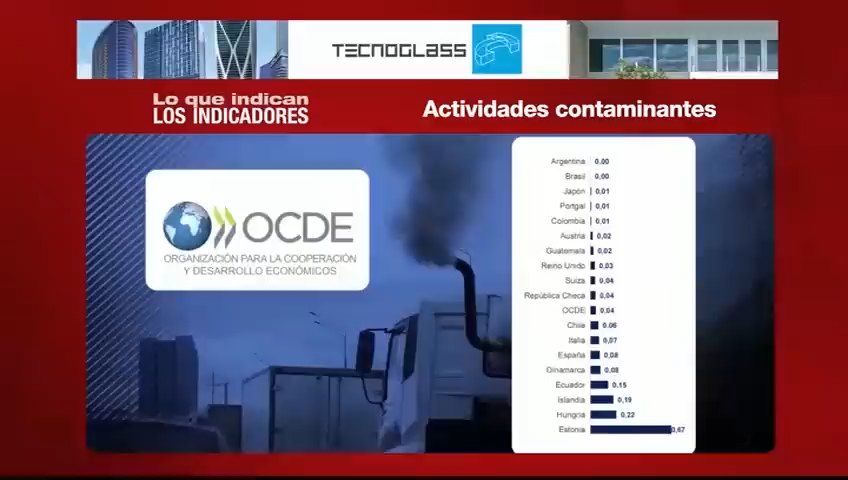 TECNOGLASS
Lo que indican
LOS INDICADORES
Actividades contaminantes
OCDE
ORGANIZACIÓN PARA LA COOPERACIÓN
Y DESARROLLO ECONÓMICOS
Argentina 0,00
Brasil 0,00
Japón 0,01
Portgal 0,01
Colombia 0,01
Austria 0,02
Guatemala 0,02
Reino Unido 0,03
Suiza 0,04
República Checa 0,04
OCDE 0,04
Chile 0,06
Italia 0,07
España 0,08
Dinamarca 0,08
Ecuador 0,15
Islandia 0,19
Hungria 0,22
Estonia 0,67